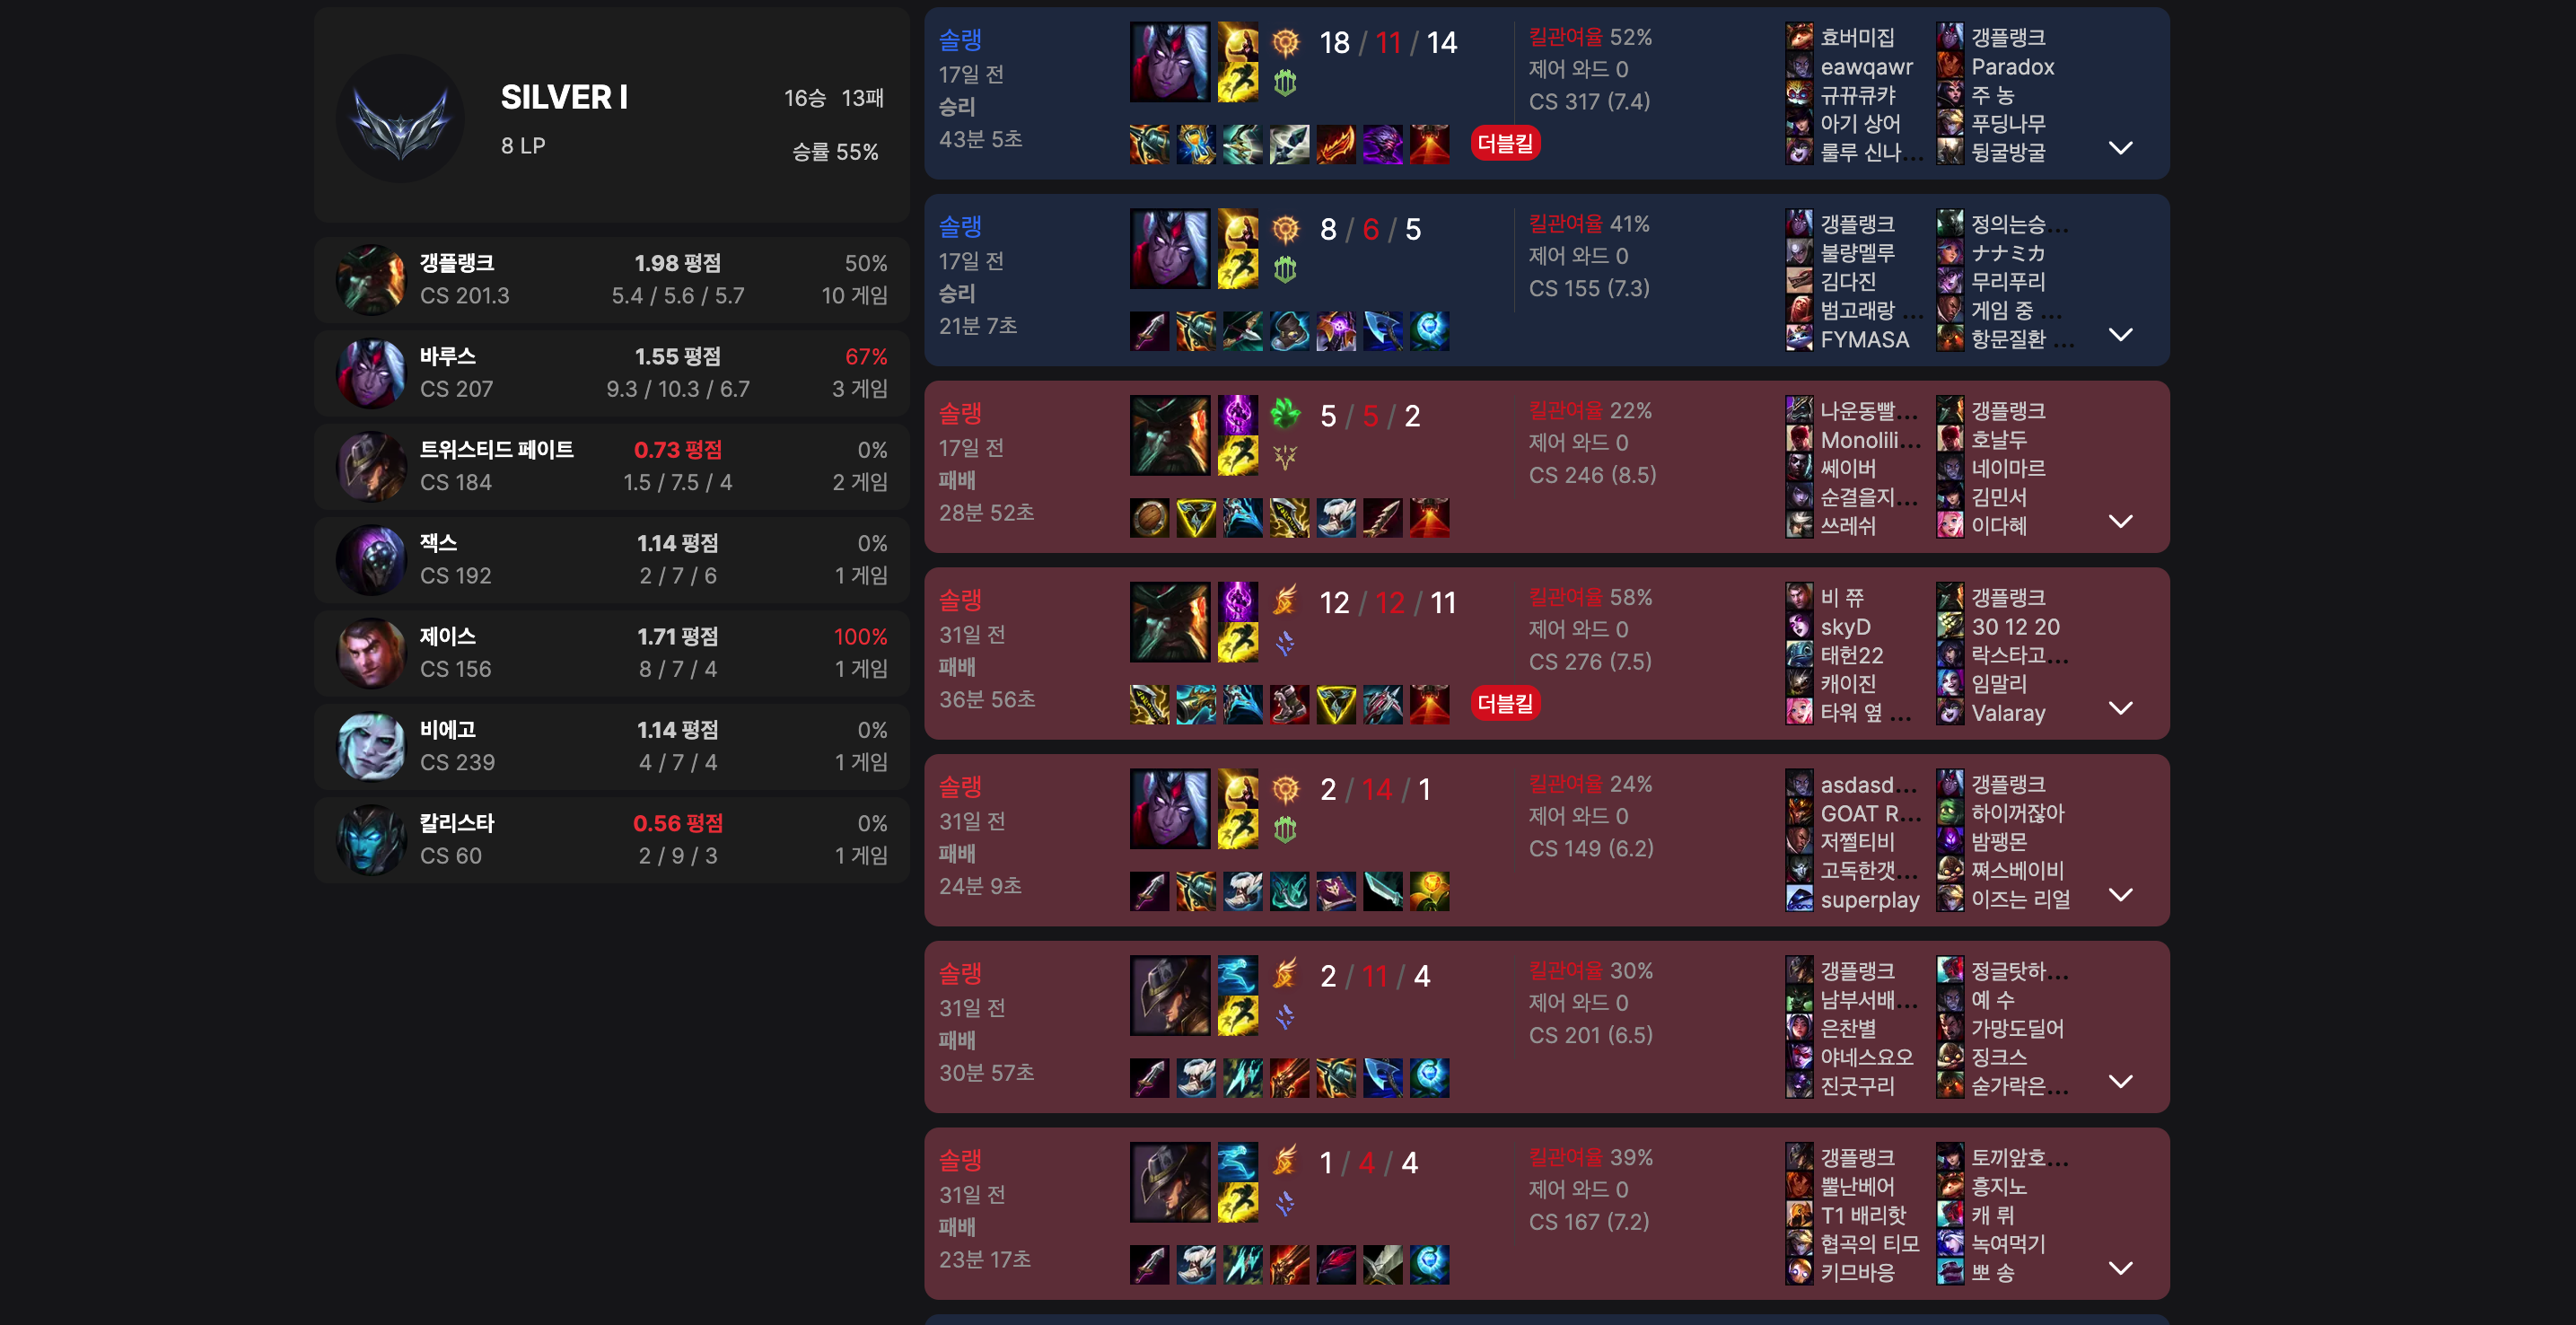 SILVER I
8 LP
16승 13패
승률 55%
갱플랭크 1.98 평점 50%
CS 201.3 5.4 / 5.6 / 5.7 10 게임
바루스 1.55 평점 67%
CS 207 9.3 / 10.3 / 6.7 3 게임
트위스티드 페이트 0.73 평점 0%
CS 184 1.5 / 7.5 / 4 2 게임
잭스 1.14 평점 0%
CS 192 2 / 7 / 6 1 게임
제이스 1.71 평점 100%
CS 156 8 / 7 / 4 1 게임
비에고 1.14 평점 0%
CS 239 4 / 7 / 4 1 게임
칼리스타 0.56 평점 0%
CS 60 2 / 9 / 3 1 게임
솔랭
17일 전
승리
43분 5초
18 / 11 / 14
더블킬
킬관여율 52%
제어 와드 0
CS 317 (7.4)
효버미집
eawqawr
규뀨큐캬
아기 상어
룰루 신나...
갱플랭크
Paradox
주 농
푸딩나무
뒹굴방굴
솔랭
17일 전
승리
21분 7초
8 / 6 / 5
킬관여율 41%
제어 와드 0
CS 155 (7.3)
갱플랭크
불량멜루
김다진
범고래랑 ...
FYMASA
정의는승...
ナナミカ
무리푸리
게임 중 ...
항문질환 ...
솔랭
17일 전
패배
28분 52초
5 / 5 / 2
킬관여율 22%
제어 와드 0
CS 246 (8.5)
나운동빨...
Monolili...
쎄이버
순결을지...
쓰레쉬
갱플랭크
호날두
네이마르
김민서
이다혜
솔랭
31일 전
패배
36분 56초
12 / 12 / 11
더블킬
킬관여율 58%
제어 와드 0
CS 276 (7.5)
비 쮸
skyD
태헌22
캐이진
타워 옆 ...
갱플랭크
30 12 20
락스타고...
임말리
Valaray
솔랭
31일 전
패배
24분 9초
2 / 14 / 1
킬관여율 24%
제어 와드 0
CS 149 (6.2)
asdasd...
GOAT R...
저쩔티비
고독한갯...
superplay
갱플랭크
하이꺼잖아
밤팽몬
쪄스베이비
이즈는 리얼
솔랭
31일 전
패배
30분 57초
2 / 11 / 4
킬관여율 30%
제어 와드 0
CS 201 (6.5)
갱플랭크
남부서배...
은찬별
야네스요오
진굿구리
정글탓하...
예 수
가망도딜어
징크스
숟가락은...
솔랭
31일 전
패배
23분 17초
1 / 4 / 4
킬관여율 39%
제어 와드 0
CS 167 (7.2)
갱플랭크
뿔난베어
T1 배리핫
협곡의 티모
키므바응
토끼앞호...
흥지노
캐 뤼
녹여먹기
뽀 송